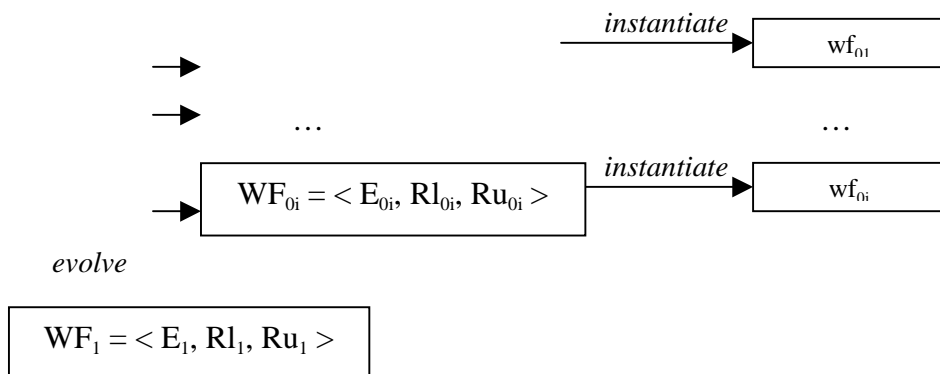 instantiate
wf₀₁
… …
instantiate
WF₀ᵢ = < E₀ᵢ, Rl₀ᵢ, Ru₀ᵢ >
wf₀ᵢ
evolve
WF₁ = < E₁, Rl₁, Ru₁ >